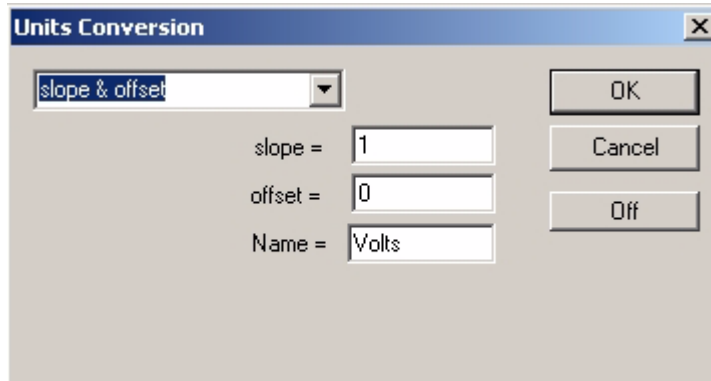 Units Conversion
slope & offset
OK
slope = 1
Cancel
offset = 0
Off
Name = Volts